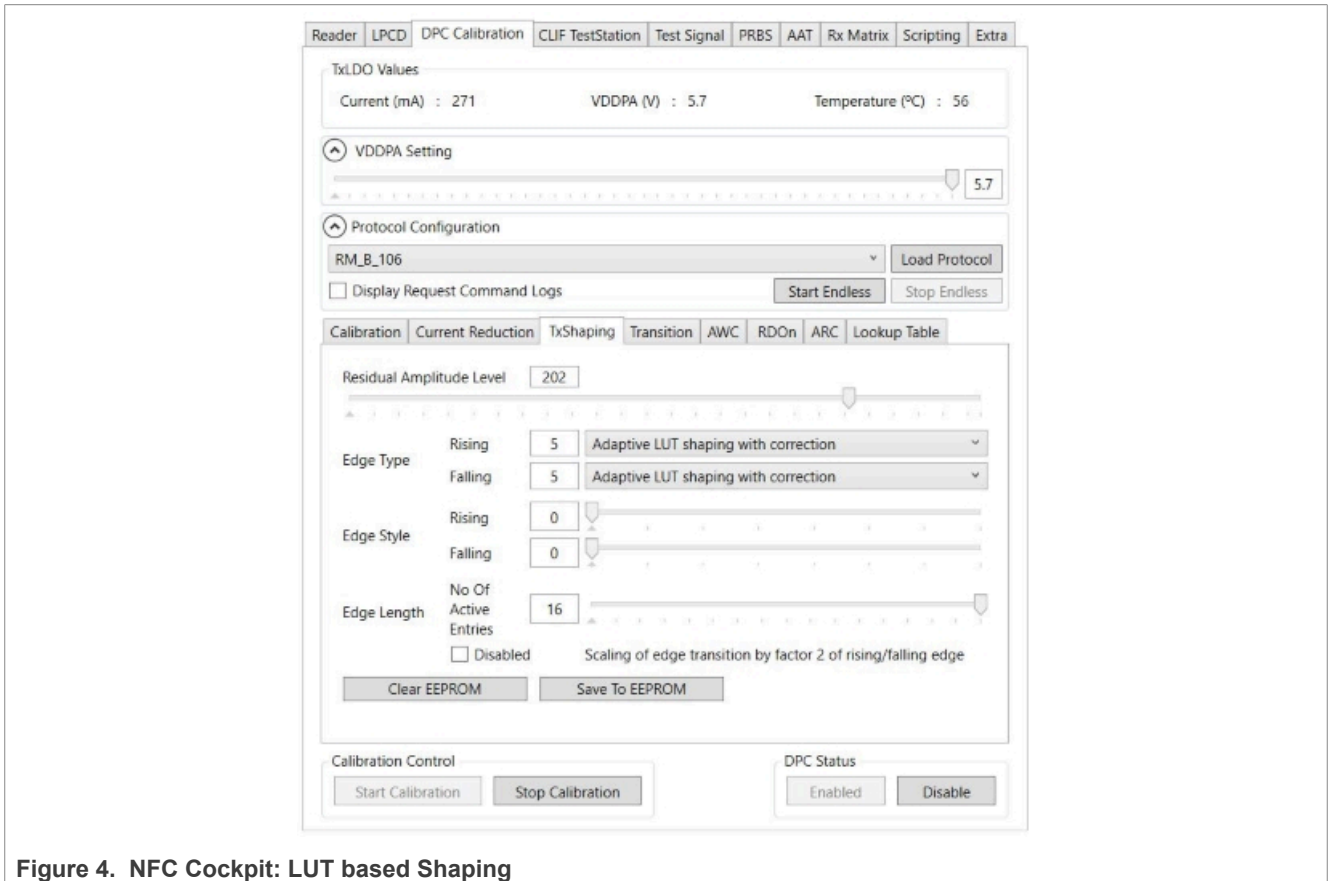 Reader LPCD DPC Calibration CLIF TestStation Test Signal PRBS AAT Rx Matrix Scripting Extra
TxLDO Values
Current (mA) : 271 VDDPA (V) : 5.7 Temperature (ºC) : 56
VDDPA Setting
5.7
Protocol Configuration
RM_B_106 Load Protocol
Display Request Command Logs Start Endless Stop Endless
Calibration Current Reduction TxShaping Transition AWC RDOn ARC Lookup Table
Residual Amplitude Level 202
Edge Type
Rising 5 Adaptive LUT shaping with correction
Falling 5 Adaptive LUT shaping with correction
Edge Style
Rising 0
Falling 0
Edge Length
No Of
Active
Entries
16
Disabled Scaling of edge transition by factor 2 of rising/falling edge
Clear EEPROM Save To EEPROM
Calibration Control DPC Status
Start Calibration Stop Calibration Enabled Disable
Figure 4. NFC Cockpit: LUT based Shaping